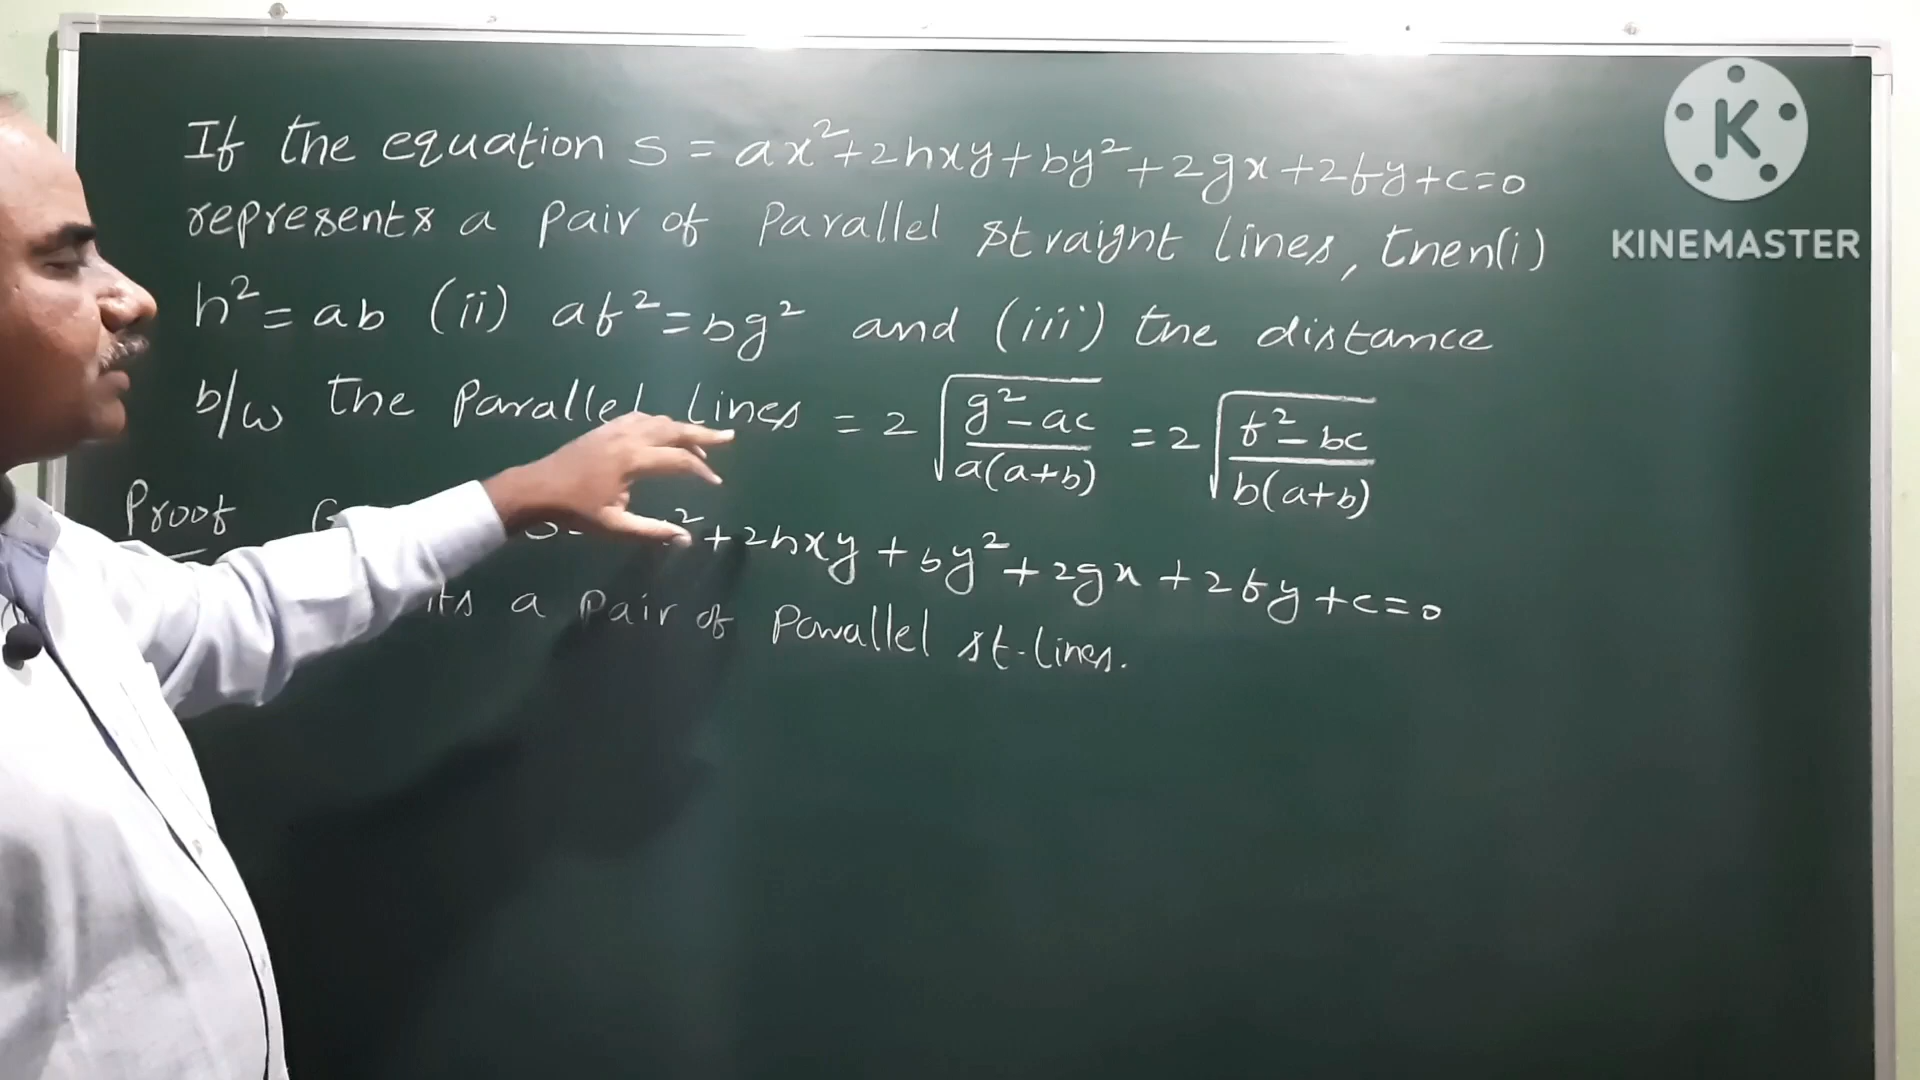 If the equation S = ax²+2hxy+by²+2gx+2fy+c=0
represents a pair of parallel straight lines, then(i)
h²=ab (ii) af²=bg² and (iii) the distance
b/w the parallel lines = 2√((g²-ac)/(a(a+b))) = 2√((f²-bc)/(b(a+b)))
Proof x²+2hxy+by²+2gx+2fy+c=0
a pair of Parallel st.lines.
K
KINEMASTER